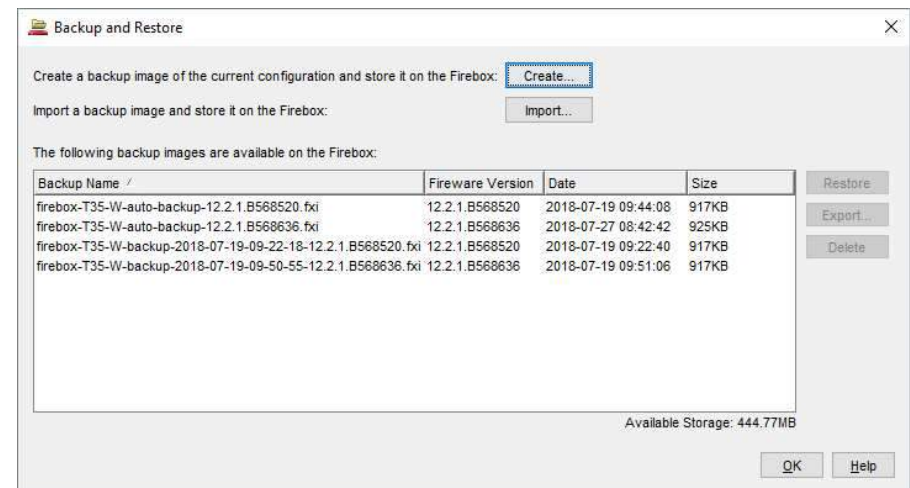 Backup and Restore
Create a backup image of the current configuration and store it on the Firebox: Create...
Import a backup image and store it on the Firebox: Import...
The following backup images are available on the Firebox:
Backup Name / Fireware Version Date Size
firebox-T35-W-auto-backup-12.2.1.B568520.fxi 12.2.1.B568520 2018-07-19 09:44:08 917KB
firebox-T35-W-auto-backup-12.2.1.B568636.fxi 12.2.1.B568636 2018-07-27 08:42:42 925KB
firebox-T35-W-backup-2018-07-19-09-22-18-12.2.1.B568520.fxi 12.2.1.B568520 2018-07-19 09:22:40 917KB
firebox-T35-W-backup-2018-07-19-09-50-55-12.2.1.B568636.fxi 12.2.1.B568636 2018-07-19 09:51:06 917KB
Restore
Export...
Delete
Available Storage: 444.77MB
OK Help